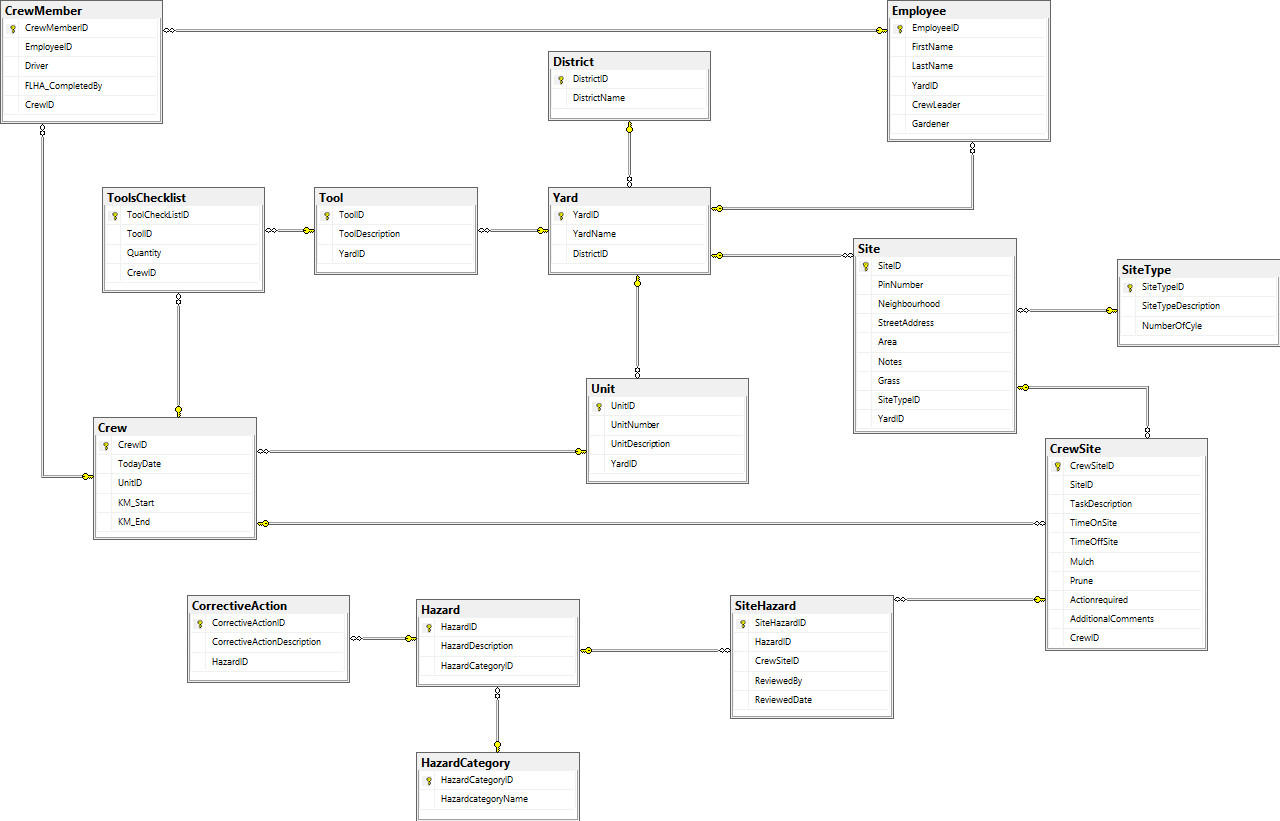 CrewMember
CrewMemberID
EmployeeID
Driver
FLHA_CompletedBy
CrewID
Employee
EmployeeID
FirstName
LastName
YardID
CrewLeader
Gardener
District
DistrictID
DistrictName
ToolsChecklist
ToolCheckListID
ToolID
Quantity
CrewID
Tool
ToolID
ToolDescription
YardID
Yard
YardID
YardName
DistrictID
Site
SiteID
PinNumber
Neighbourhood
StreetAddress
Area
Notes
Grass
SiteTypeID
YardID
SiteType
SiteTypeID
SiteTypeDescription
NumberOfCyle
Unit
UnitID
UnitNumber
UnitDescription
YardID
Crew
CrewID
TodayDate
UnitID
KM_Start
KM_End
CrewSite
CrewSiteID
SiteID
TaskDescription
TimeOnSite
TimeOffSite
Mulch
Prune
Actionrequired
AdditionalComments
CrewID
CorrectiveAction
CorrectiveActionID
CorrectiveActionDescription
HazardID
Hazard
HazardID
HazardDescription
HazardCategoryID
SiteHazard
SiteHazardID
HazardID
CrewSiteID
ReviewedBy
ReviewedDate
HazardCategory
HazardCategoryID
HazardcategoryName